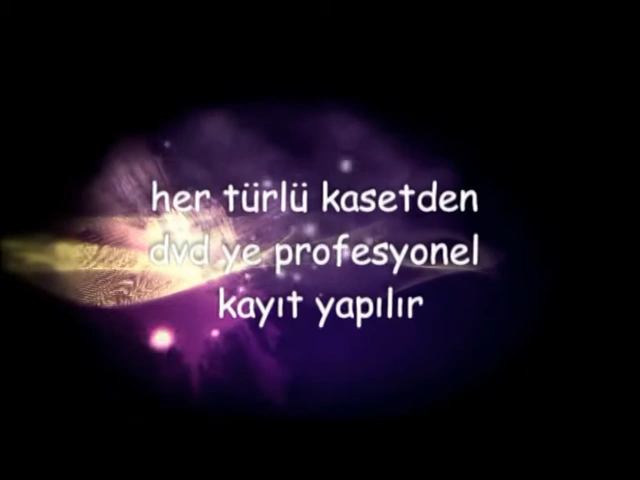 her türlü kasetden
dvd ye profesyonel
kayıt yapılır